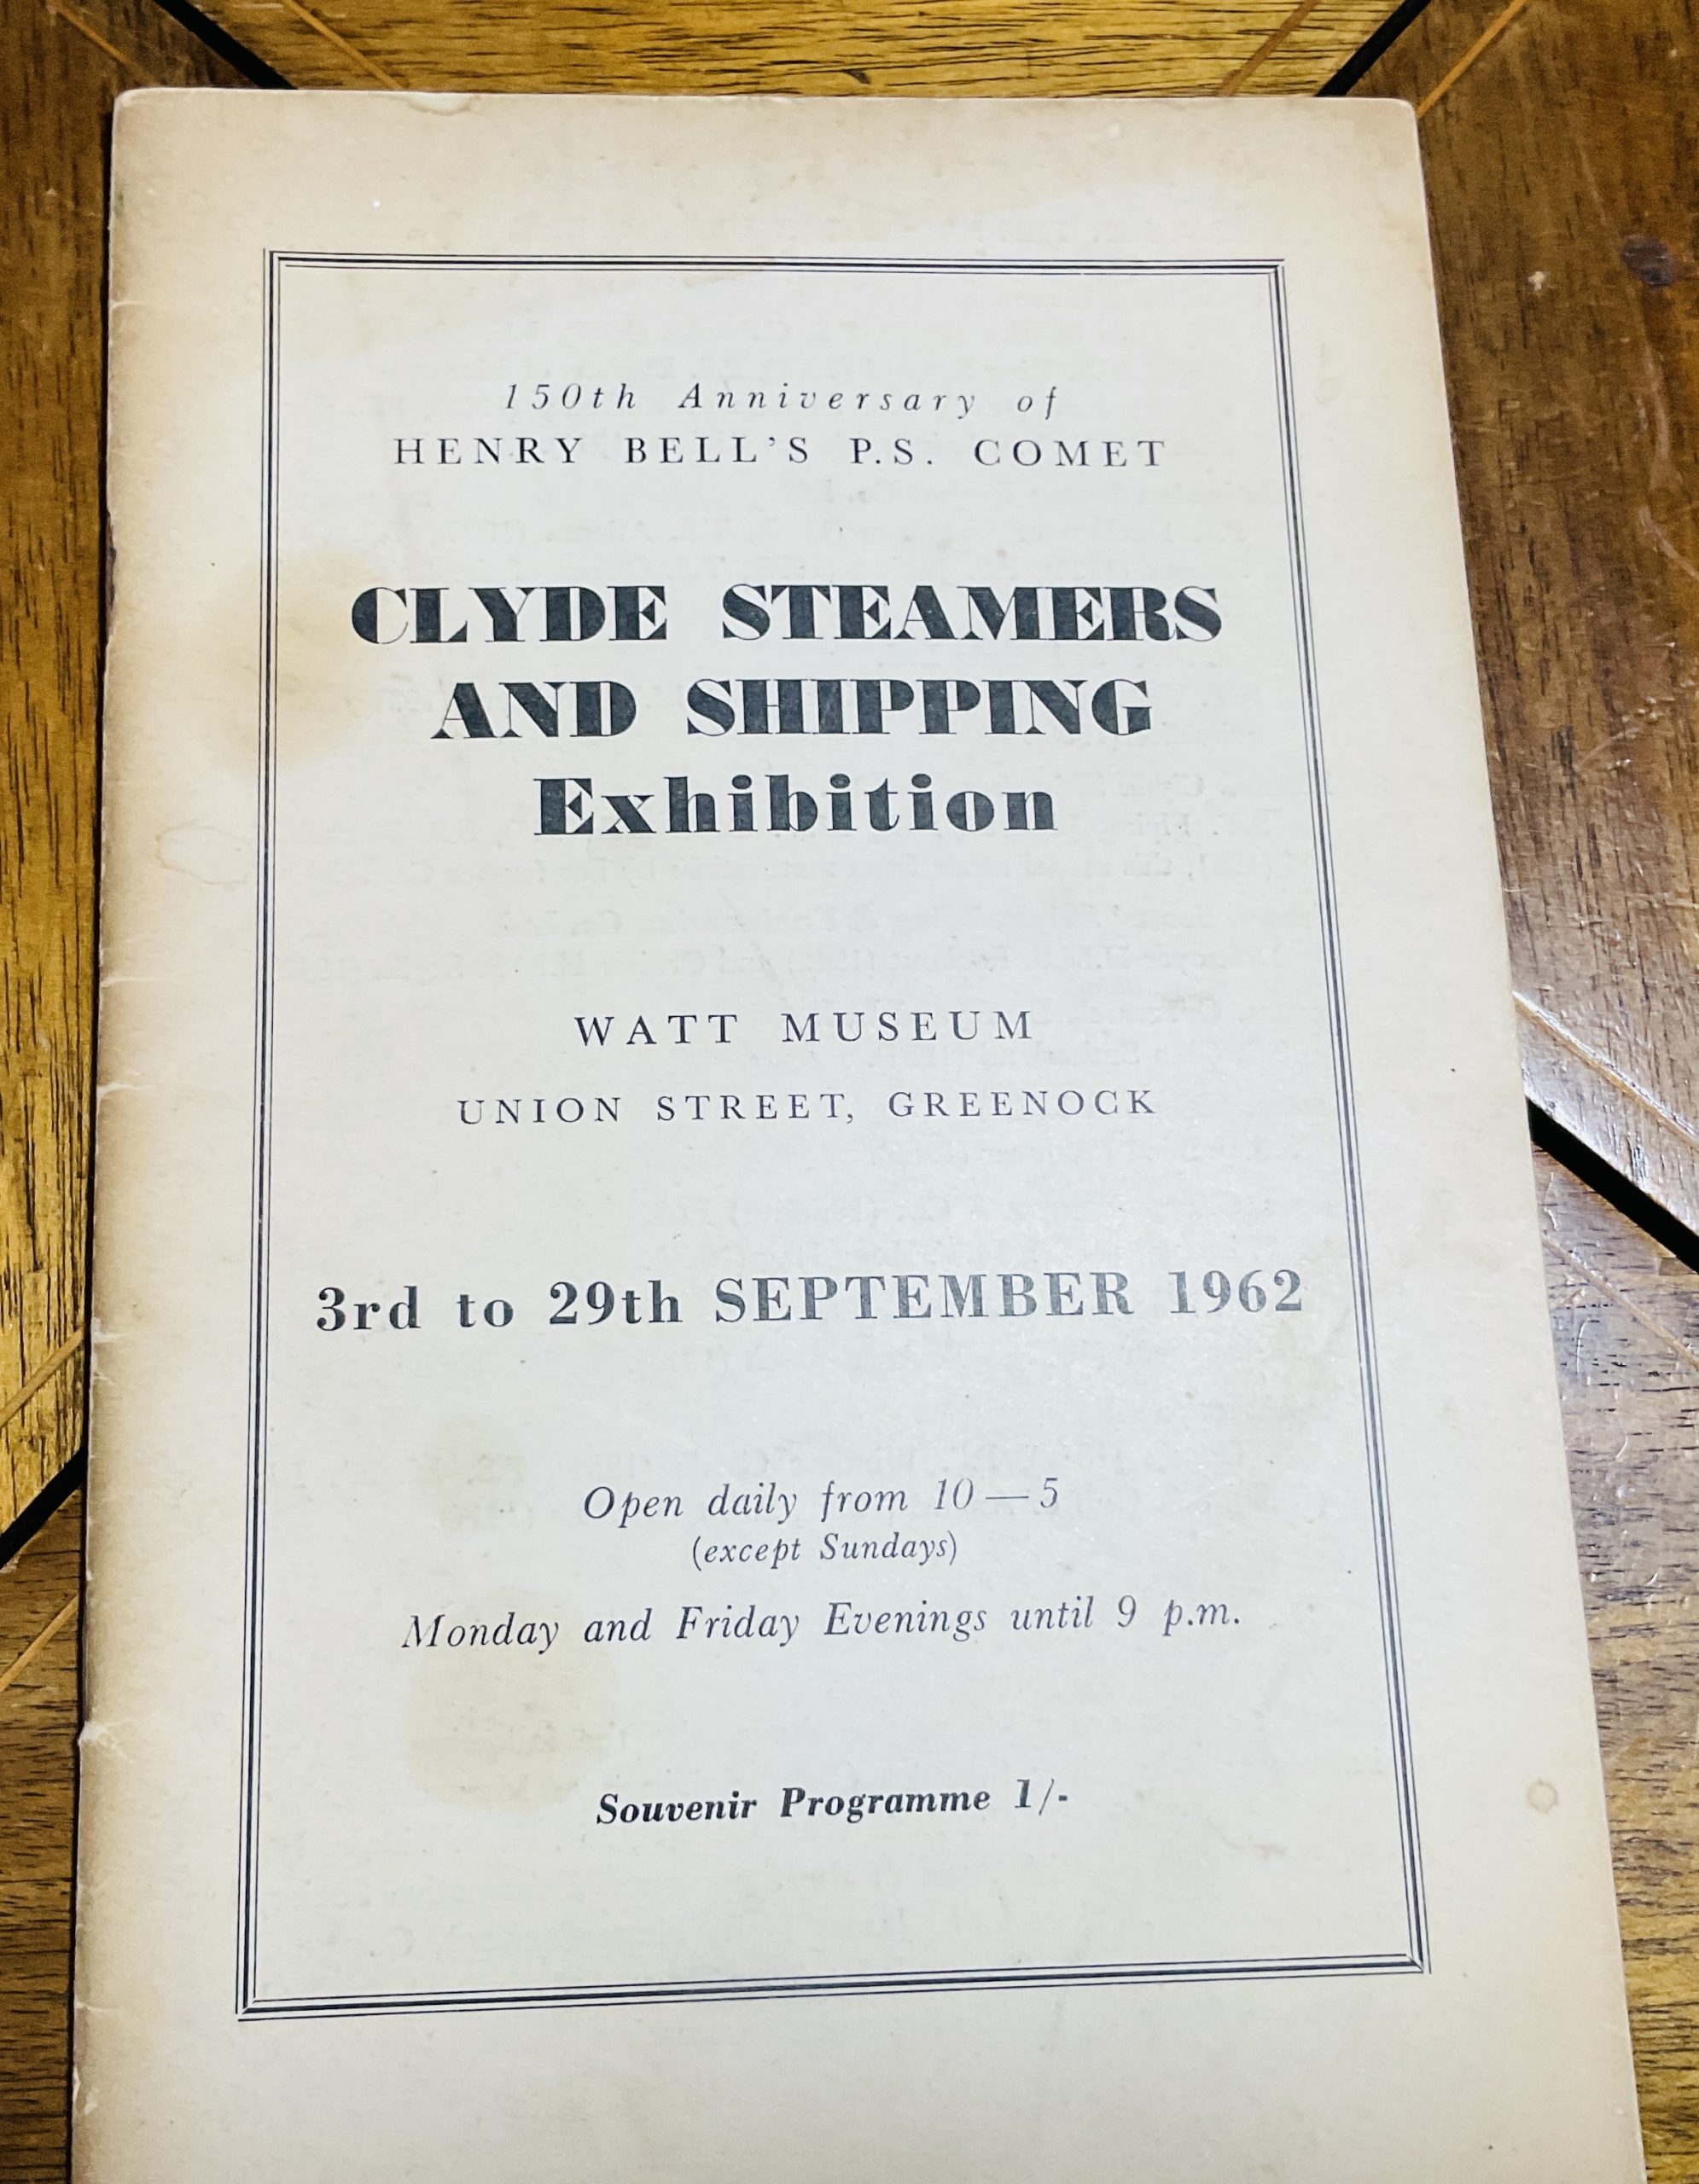 150th Anniversary of
HENRY BELL'S P.S. COMET
CLYDE STEAMERS
AND SHIPPING
Exhibition
WATT MUSEUM
UNION STREET, GREENOCK
3rd to 29th SEPTEMBER 1962
Open daily from 10 — 5
(except Sundays)
Monday and Friday Evenings until 9 p.m.
Souvenir Programme 1/-